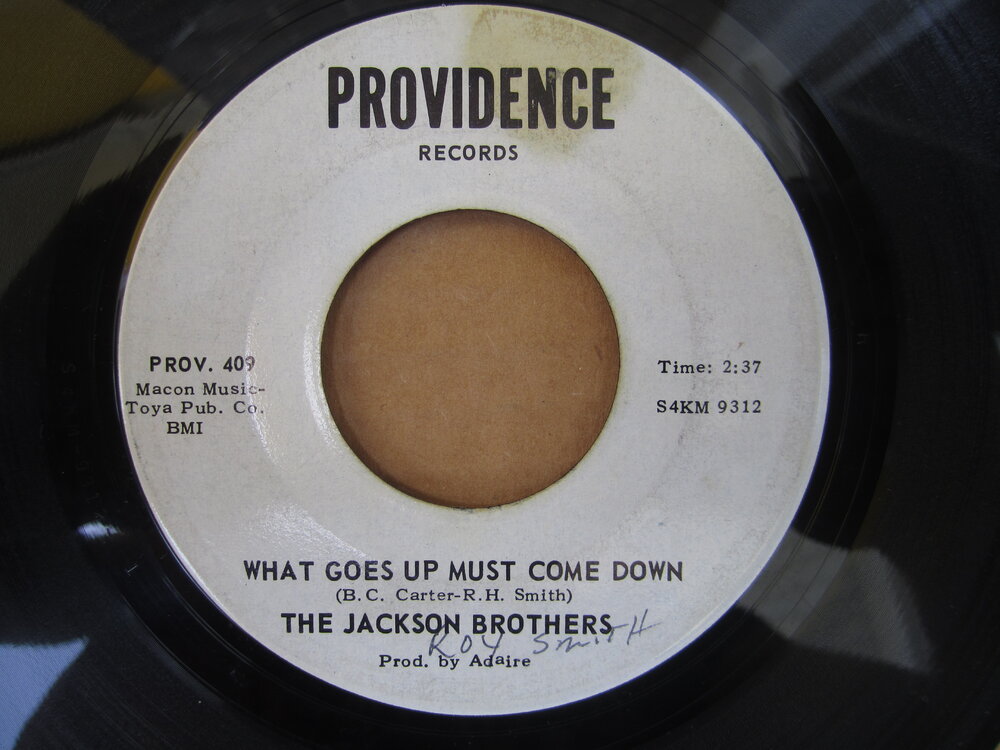 PROVIDENCE
RECORDS
PROV. 409
Macon Music-
Toya Pub. Co.
BMI
Time: 2:37
S4KM 9312
WHAT GOES UP MUST COME DOWN
(B.C. Carter-R.H. Smith)
THE JACKSON BROTHERS
ROY SmiTH
Prod. by Adaire